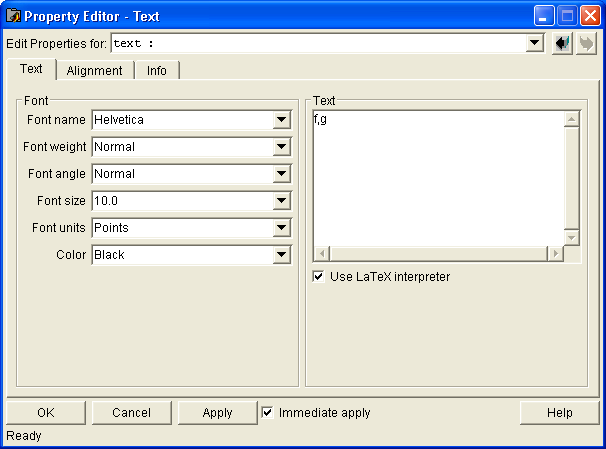 Property Editor - Text
Edit Properties for: text :
Text Alignment Info
Font
Font name Helvetica
Font weight Normal
Font angle Normal
Font size 10.0
Font units Points
Color Black
Text
f,g
Use LaTeX interpreter
OK Cancel Apply Immediate apply Help
Ready